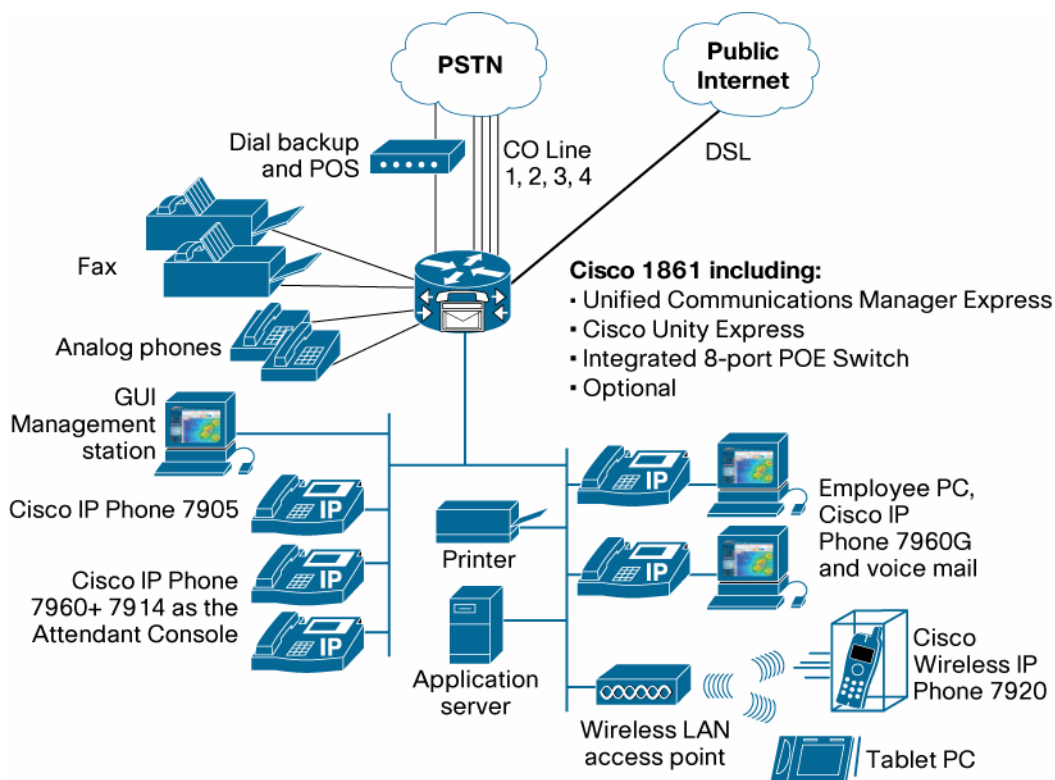 PSTN
Public
Internet
Dial backup
and POS
CO Line
1, 2, 3, 4
DSL
Fax
Analog phones
Cisco 1861 including:
▪ Unified Communications Manager Express
▪ Cisco Unity Express
▪ Integrated 8-port POE Switch
▪ Optional
GUI
Management
station
Cisco IP Phone 7905
IP
Cisco IP Phone
7960+ 7914 as the
Attendant Console
IP
IP
Printer
Application
server
IP
IP
Employee PC,
Cisco IP
Phone 7960G
and voice mail
Wireless LAN
access point
Cisco
Wireless IP
Phone 7920
Tablet PC